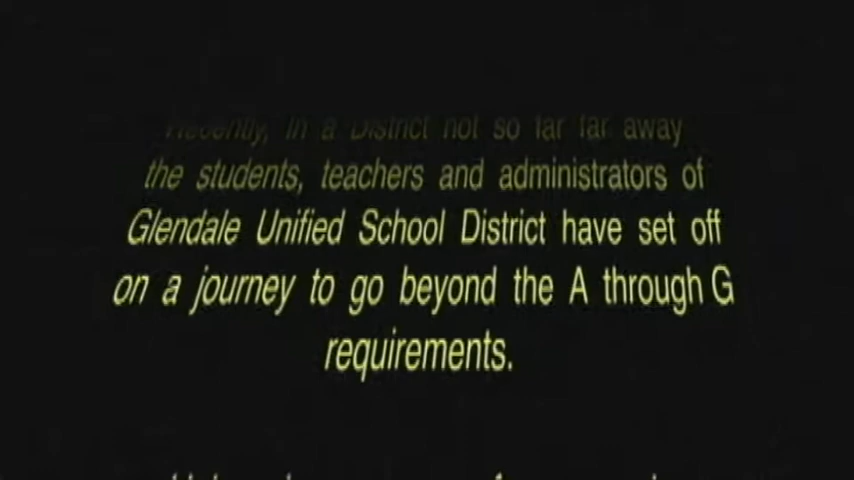 Recently, in a District not so far far away
the students, teachers and administrators of
Glendale Unified School District have set off
on a journey to go beyond the A through G
requirements.